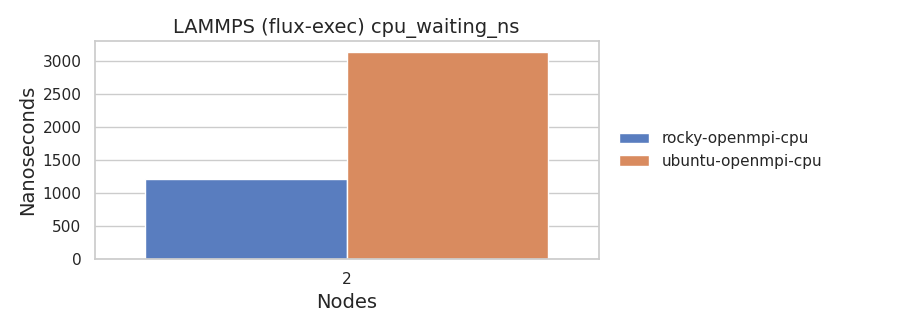 LAMMPS (flux-exec) cpu_waiting_ns
3000
2500
2000
1500
1000
500
0
Nanoseconds
2
Nodes
rocky-openmpi-cpu
ubuntu-openmpi-cpu